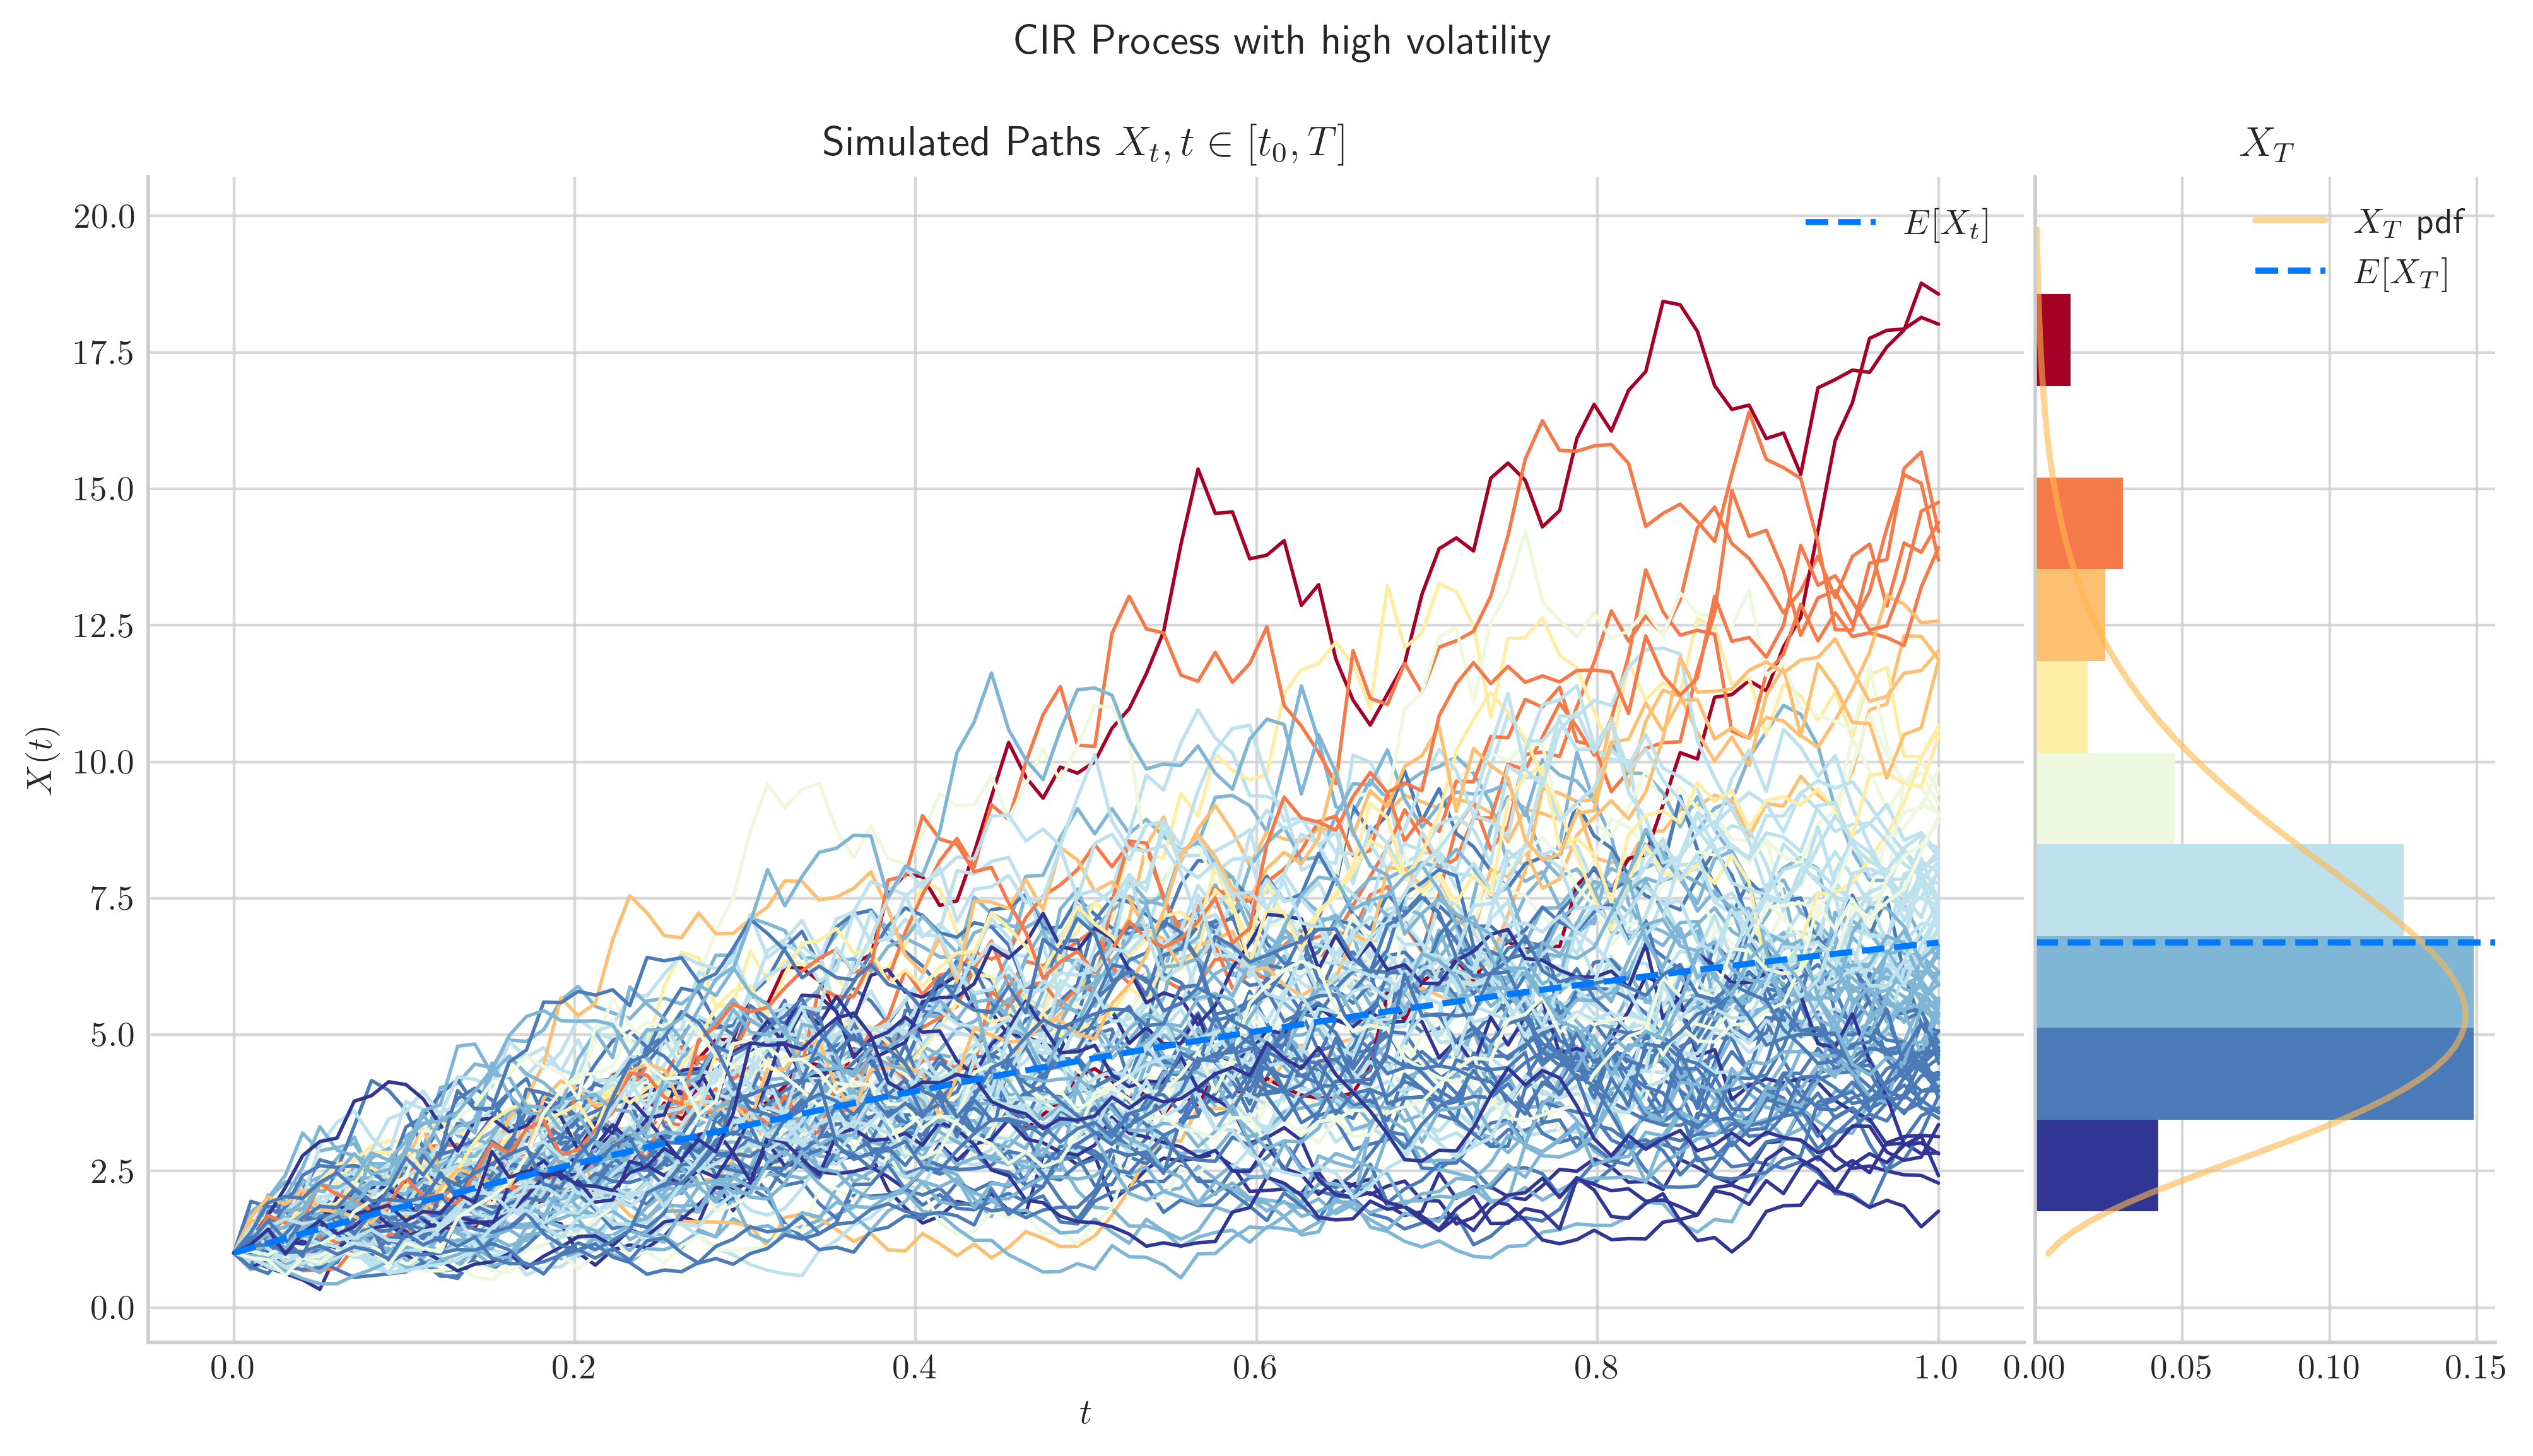 CIR Process with high volatility
Simulated Paths $X_t, t \in [t_0, T]$
$X_T$
20.0
17.5
15.0
12.5
10.0
7.5
5.0
2.5
0.0
$X(t)$
$E[X_t]$
$X_T$ pdf
$E[X_T]$
0.0 0.2 0.4 0.6 0.8 1.0
0.00 0.05 0.10 0.15
$t$